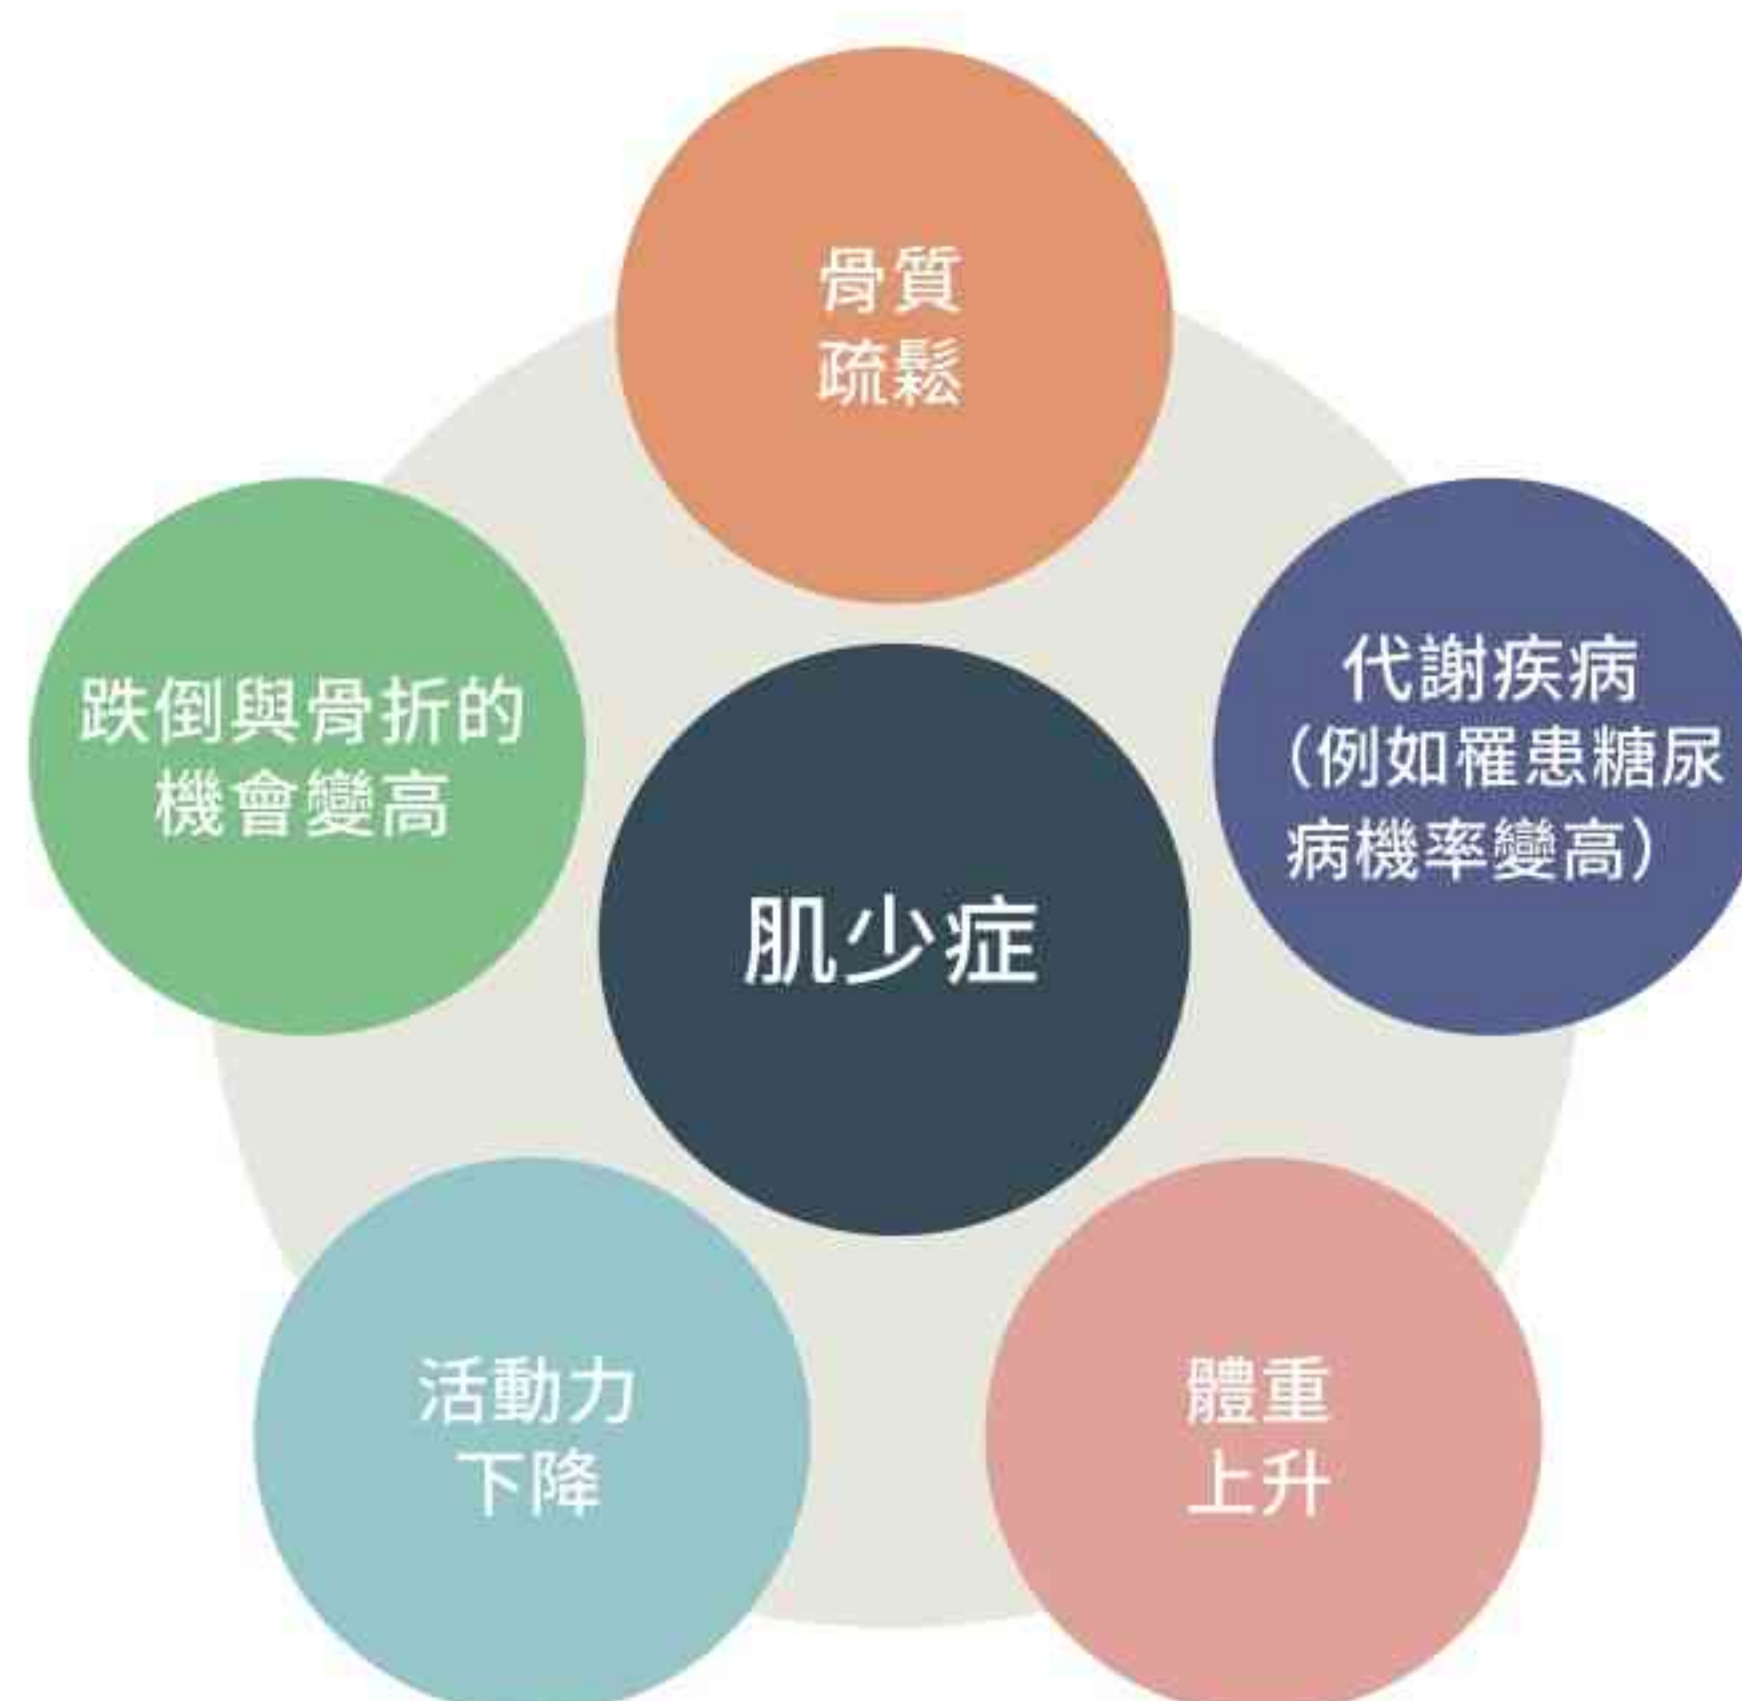 骨質
疏鬆
代謝疾病
（例如罹患糖尿
病機率變高）
體重
上升
活動力
下降
跌倒與骨折的
機會變高
肌少症